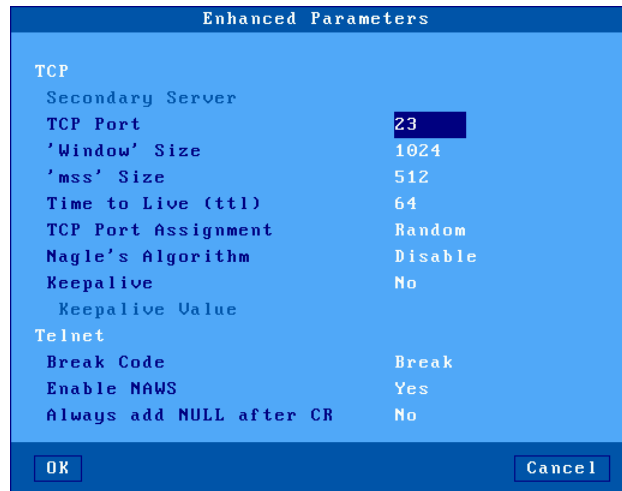 Enhanced Parameters
TCP
Secondary Server
TCP Port 23
'Window' Size 1024
'mss' Size 512
Time to Live (ttl) 64
TCP Port Assignment Random
Nagle's Algorithm Disable
Keepalive No
Keepalive Value
Telnet
Break Code Break
Enable NAWS Yes
Always add NULL after CR No
OK Cancel